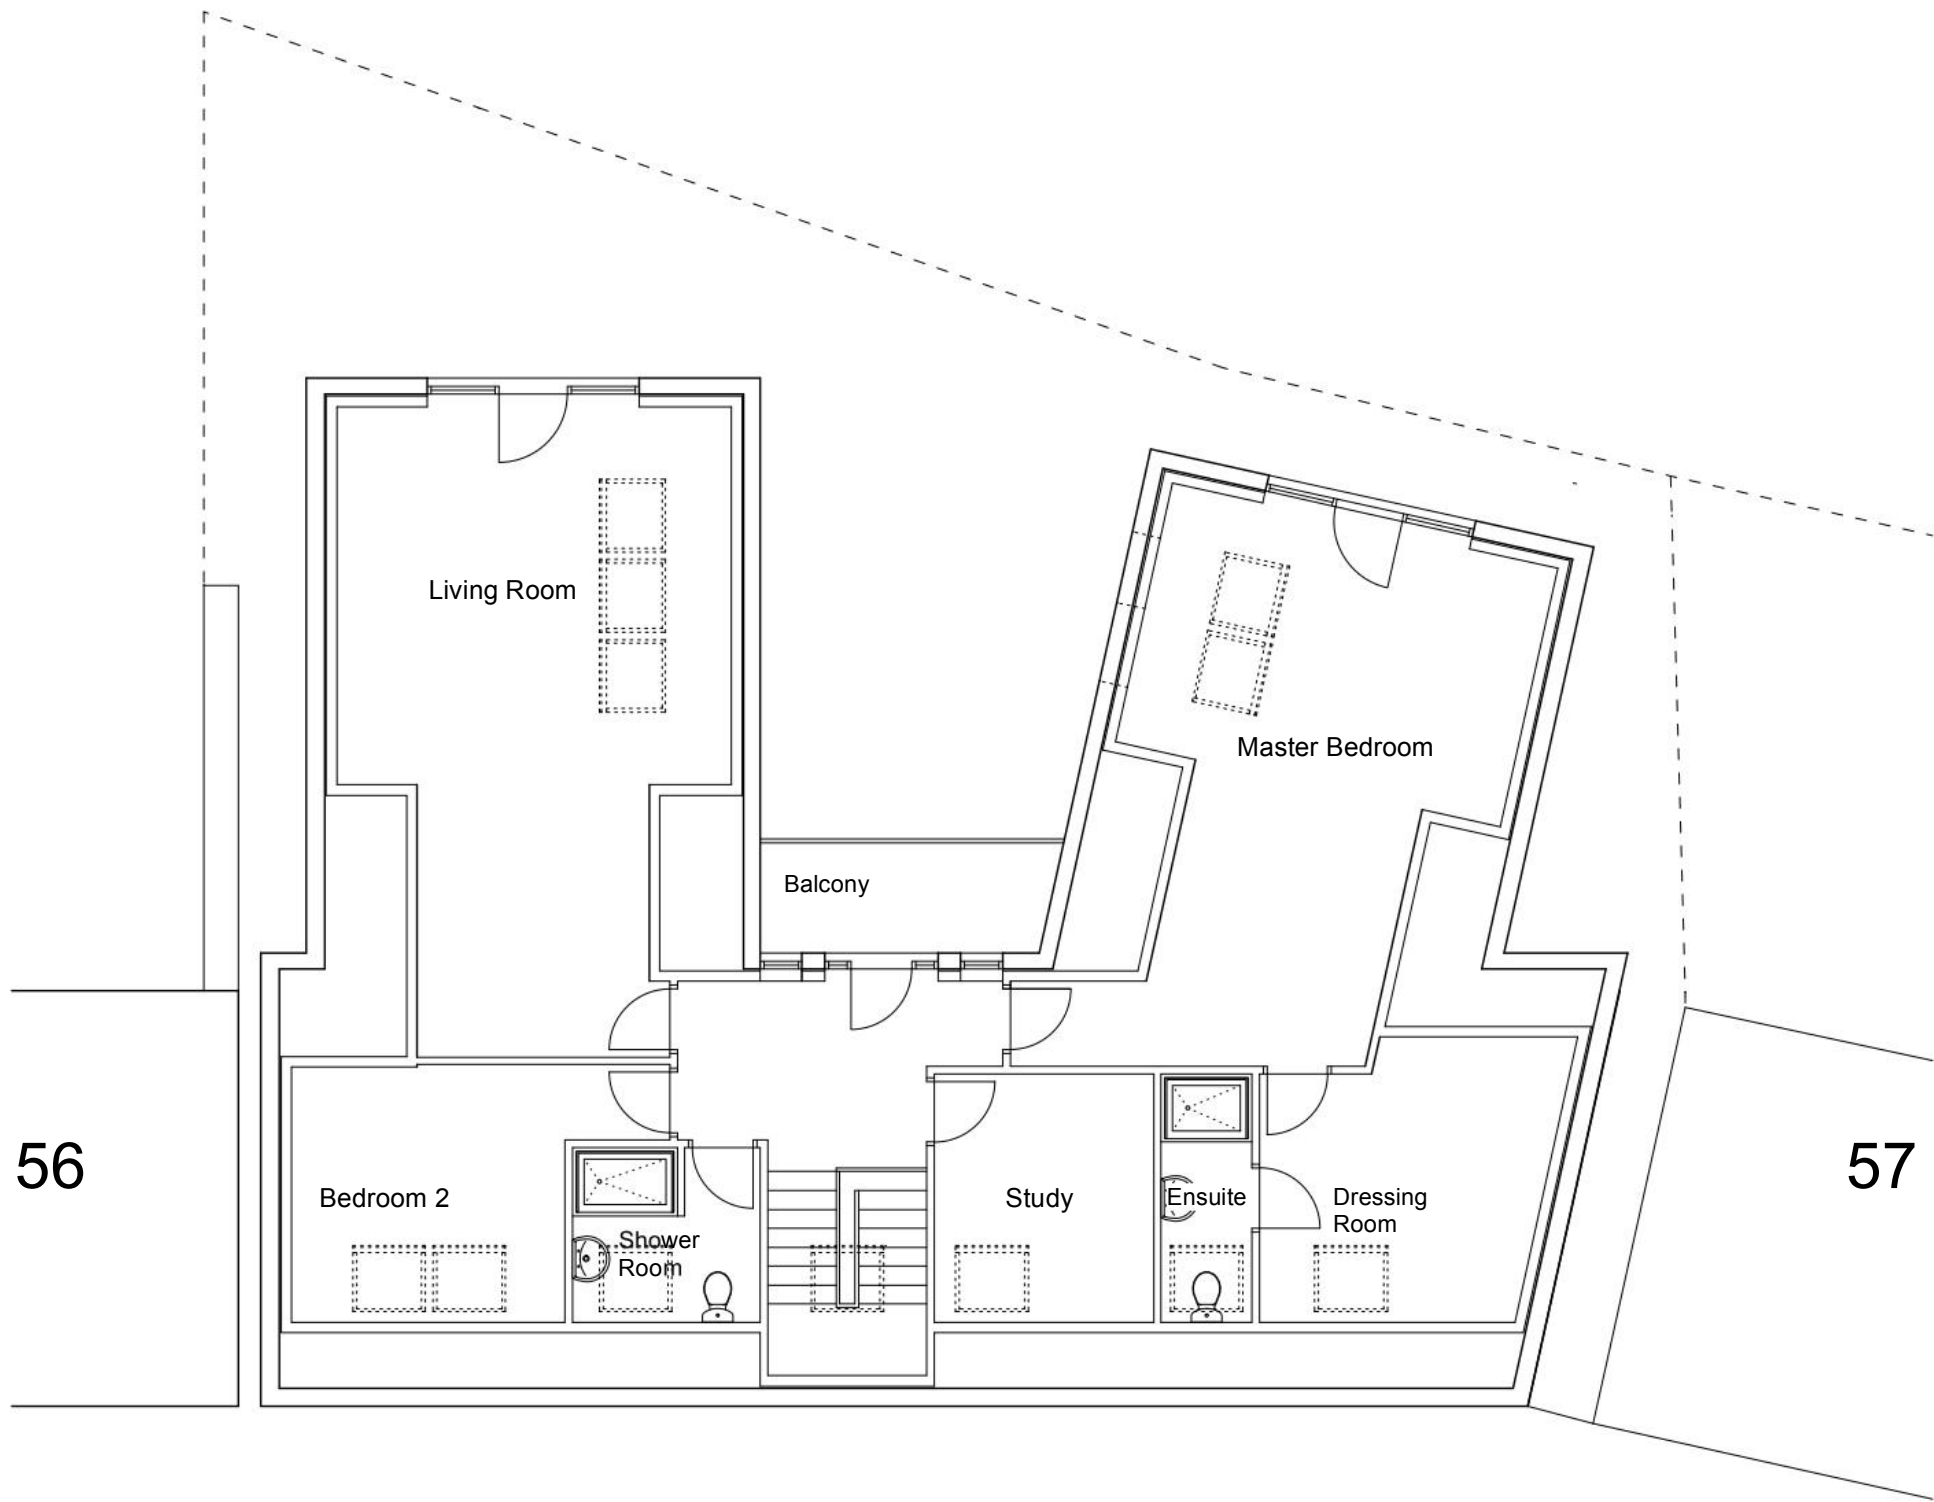 Living Room
Master Bedroom
Balcony
56
57
Bedroom 2
Shower
Room
Study
Ensuite
Dressing
Room